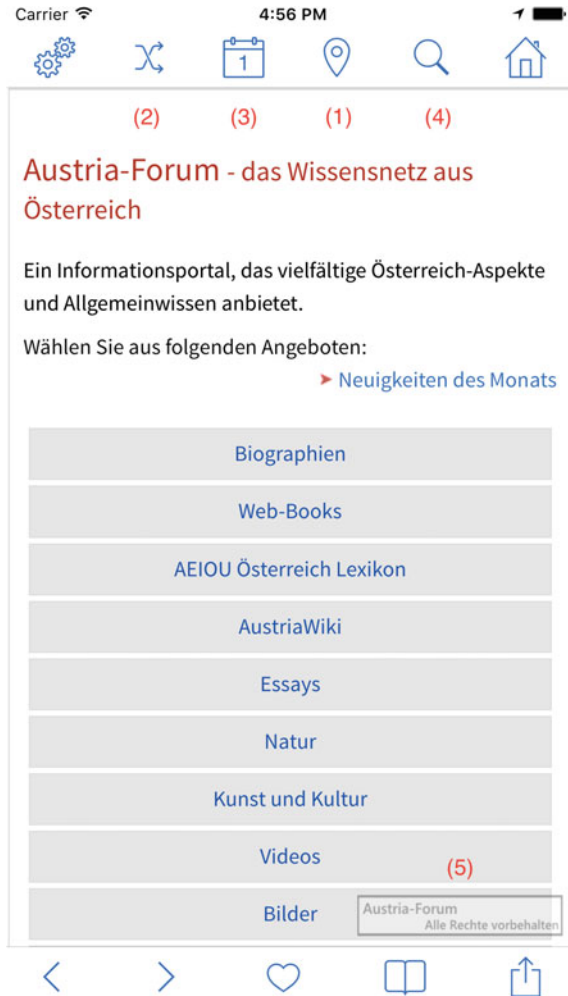 Carrier 4:56 PM
1
(2) (3) (1) (4)
Austria-Forum - das Wissensnetz aus
Österreich
Ein Informationsportal, das vielfältige Österreich-Aspekte
und Allgemeinwissen anbietet.
Wählen Sie aus folgenden Angeboten:
➤ Neuigkeiten des Monats
Biographien
Web-Books
AEIOU Österreich Lexikon
AustriaWiki
Essays
Natur
Kunst und Kultur
Videos
(5)
Bilder
Austria-Forum
Alle Rechte vorbehalten